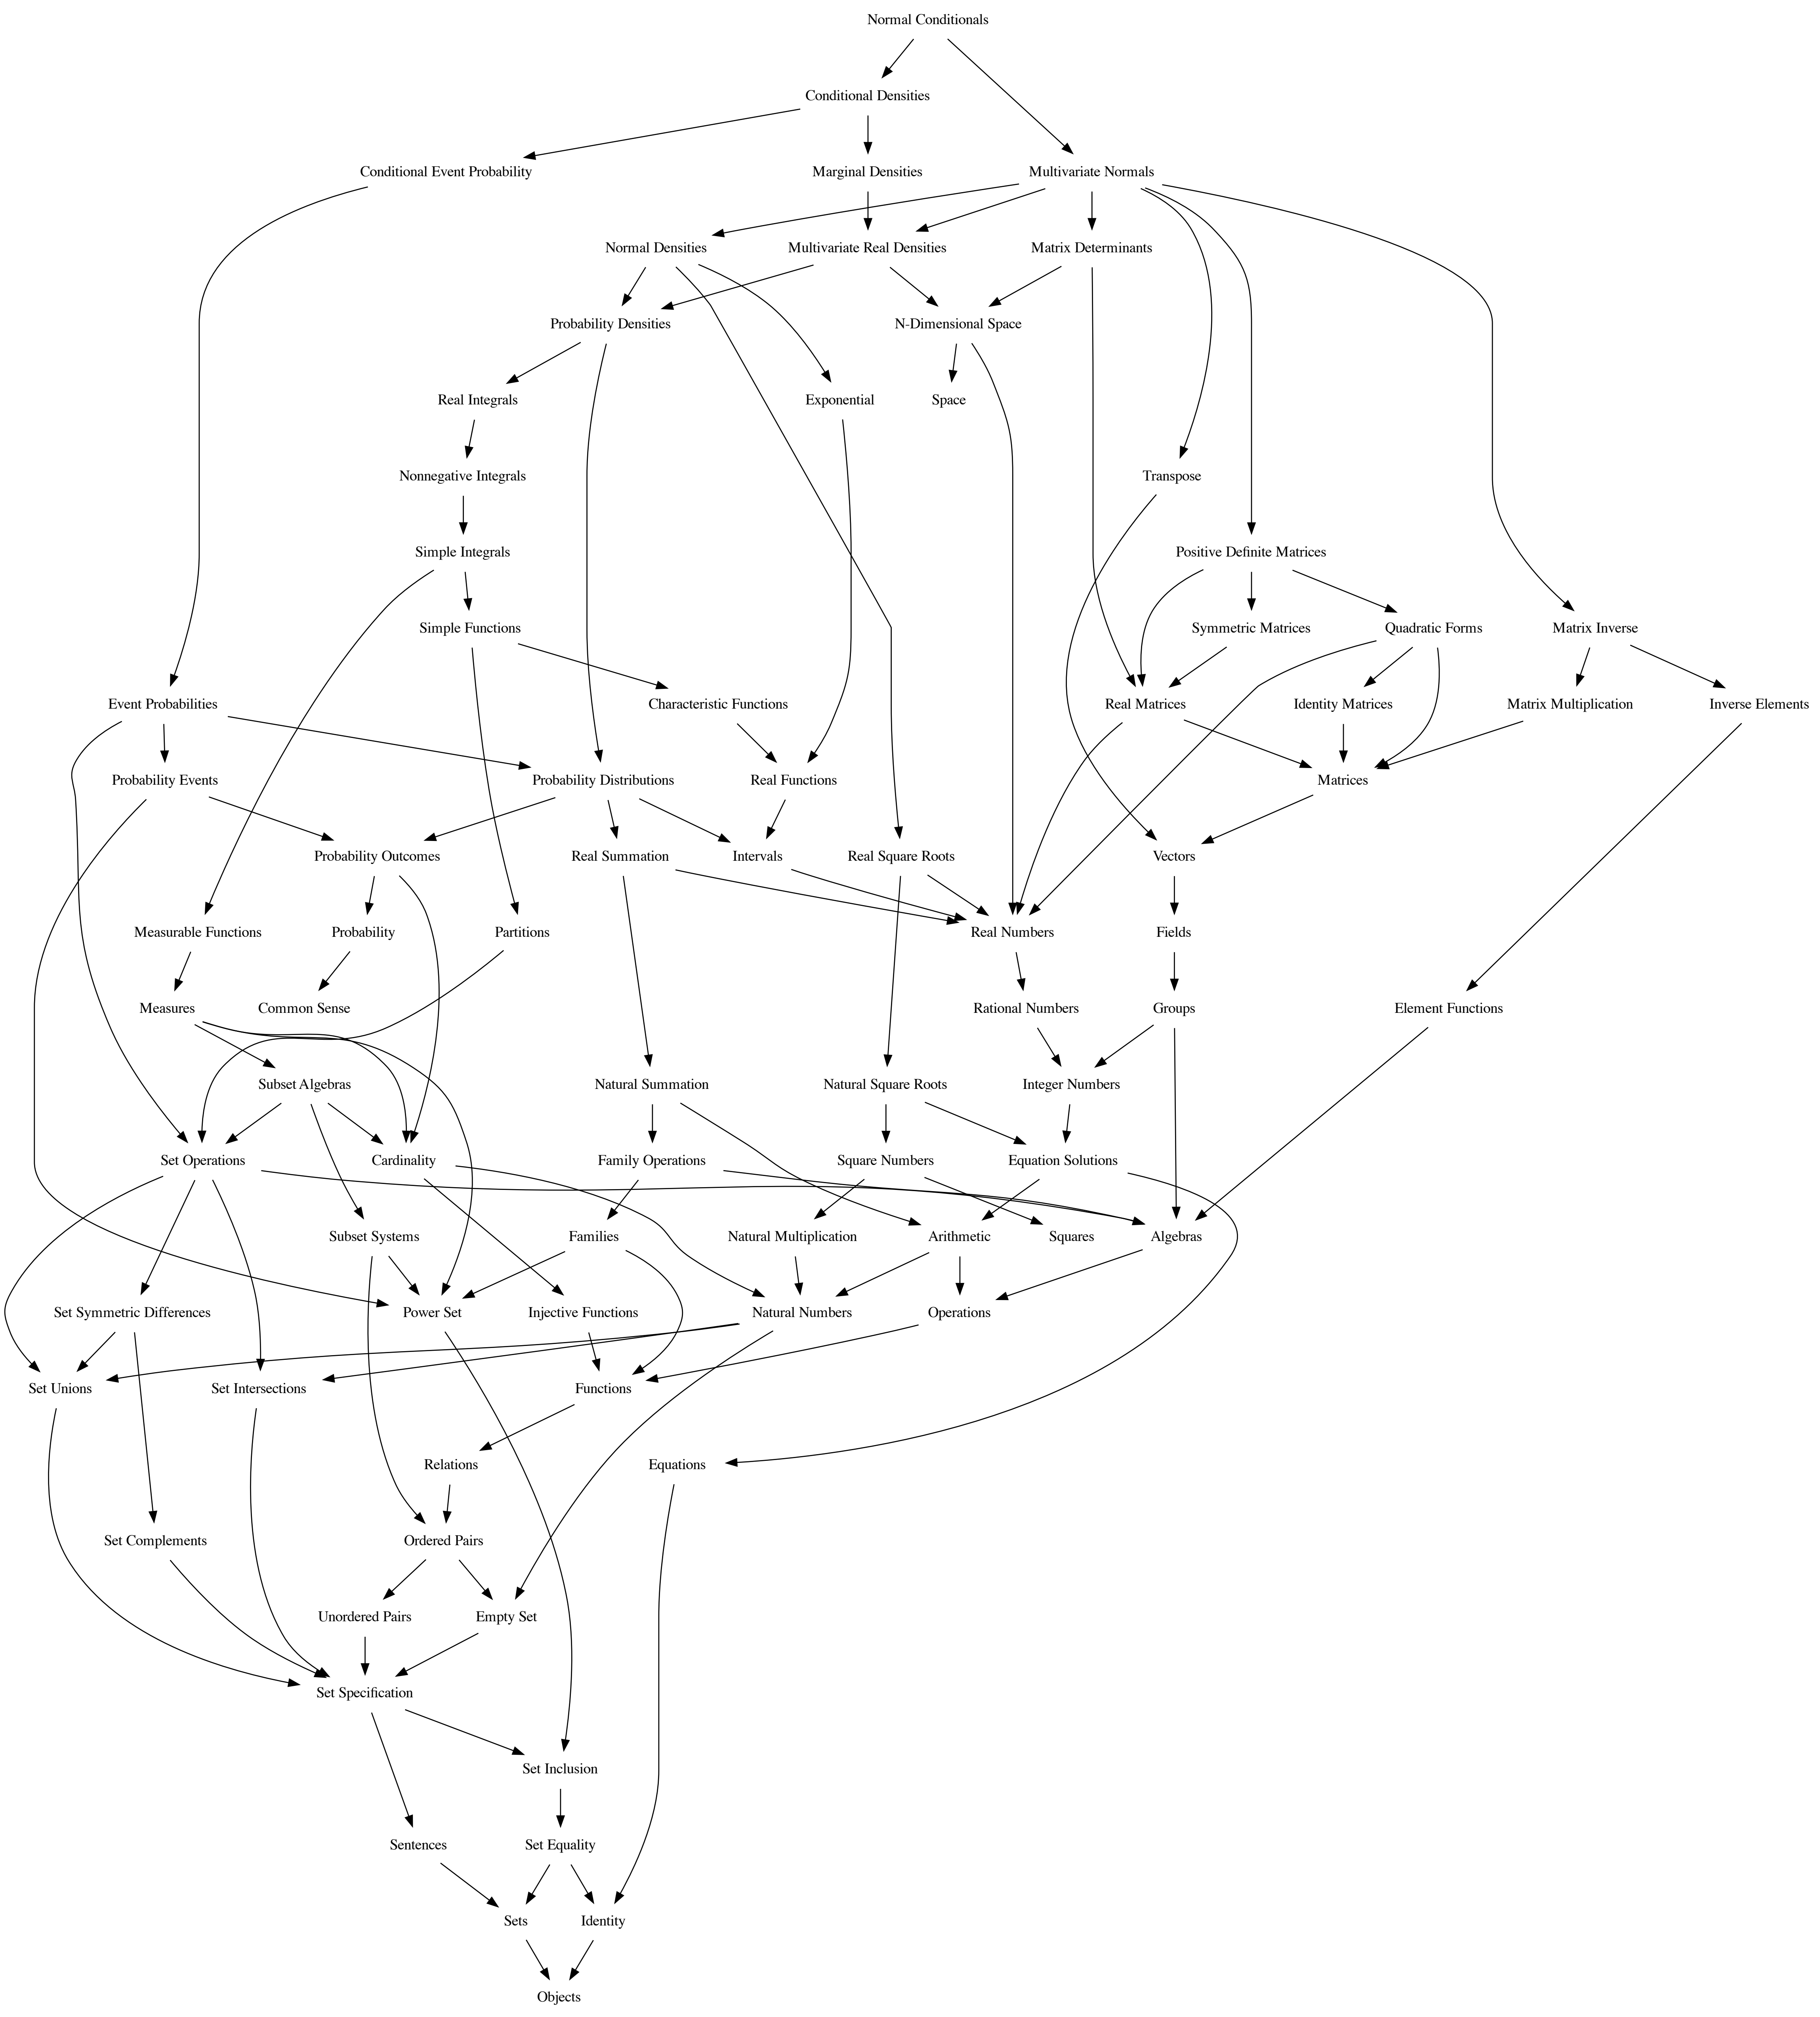 Normal Conditionals
Conditional Densities
Conditional Event Probability
Marginal Densities
Multivariate Normals
Normal Densities
Multivariate Real Densities
Matrix Determinants
Probability Densities
N-Dimensional Space
Real Integrals
Exponential
Space
Nonnegative Integrals
Transpose
Simple Integrals
Positive Definite Matrices
Simple Functions
Symmetric Matrices
Quadratic Forms
Matrix Inverse
Event Probabilities
Characteristic Functions
Real Matrices
Identity Matrices
Matrix Multiplication
Inverse Elements
Probability Events
Probability Distributions
Real Functions
Matrices
Probability Outcomes
Real Summation
Intervals
Real Square Roots
Vectors
Measurable Functions
Probability
Partitions
Real Numbers
Fields
Measures
Common Sense
Rational Numbers
Groups
Element Functions
Subset Algebras
Natural Summation
Natural Square Roots
Integer Numbers
Set Operations
Cardinality
Family Operations
Square Numbers
Equation Solutions
Subset Systems
Families
Natural Multiplication
Arithmetic
Squares
Algebras
Set Symmetric Differences
Power Set
Injective Functions
Natural Numbers
Operations
Set Unions
Set Intersections
Functions
Relations
Equations
Set Complements
Ordered Pairs
Unordered Pairs
Empty Set
Set Specification
Set Inclusion
Sentences
Set Equality
Sets
Identity
Objects